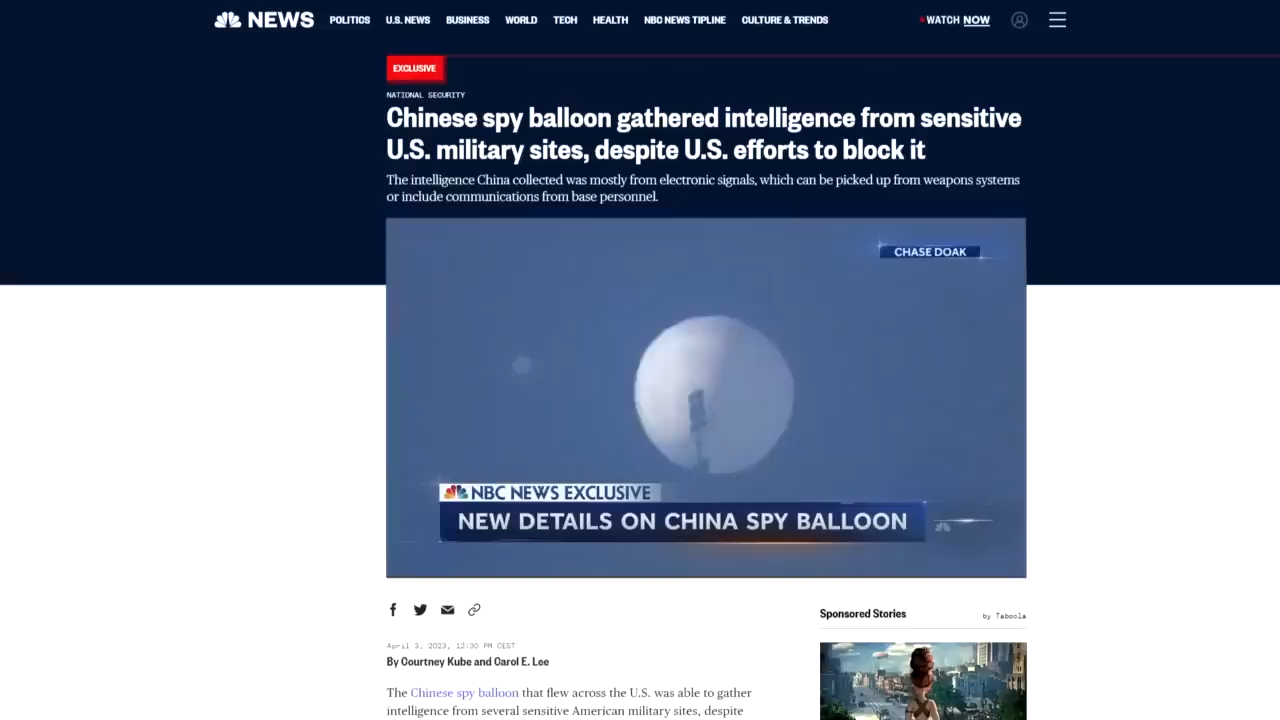 NEWS
POLITICS U.S. NEWS BUSINESS WORLD TECH HEALTH NBC NEWS TIPLINE CULTURE & TRENDS
WATCH NOW
EXCLUSIVE
NATIONAL SECURITY
Chinese spy balloon gathered intelligence from sensitive
U.S. military sites, despite U.S. efforts to block it
The intelligence China collected was mostly from electronic signals, which can be picked up from weapons systems
or include communications from base personnel.
CHASE DOAK
NBC NEWS EXCLUSIVE
NEW DETAILS ON CHINA SPY BALLOON
Sponsored Stories
by Taboola
April 3, 2023, 12:30 PM CEST
By Courtney Kube and Carol E. Lee
The Chinese spy balloon that flew across the U.S. was able to gather
intelligence from several sensitive American military sites, despite